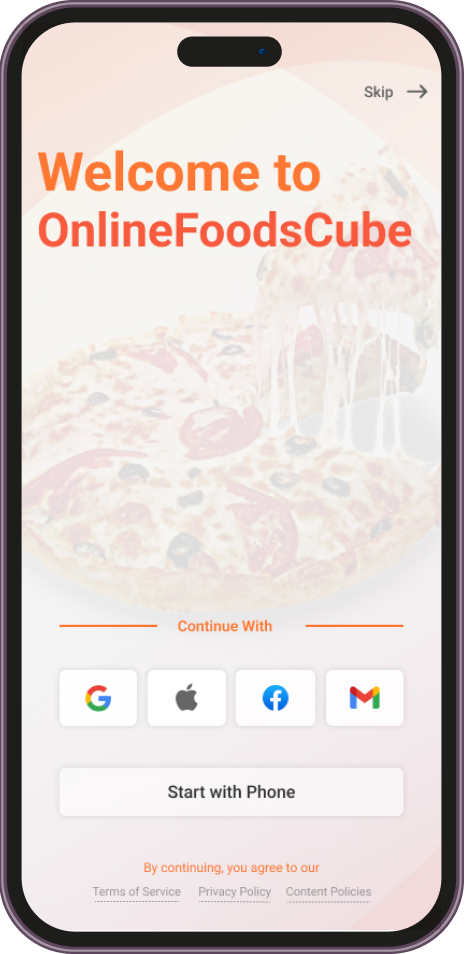 Skip
Welcome to
OnlineFoodsCube
Continue With
Start with Phone
By continuing, you agree to our
Terms of Service Privacy Policy Content Policies